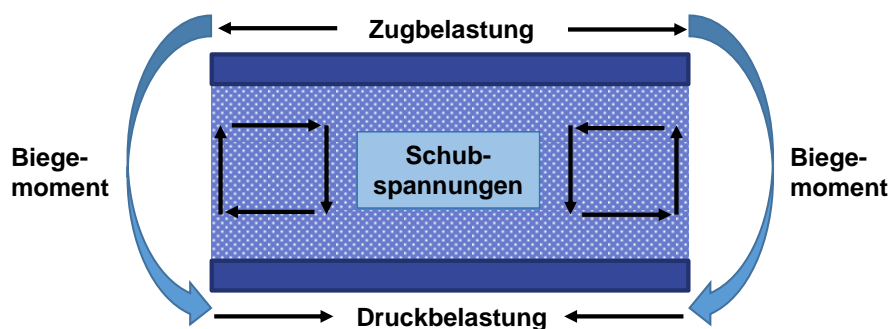 Zugbelastung
Biege-
moment
Schub-
spannungen
Biege-
moment
Druckbelastung